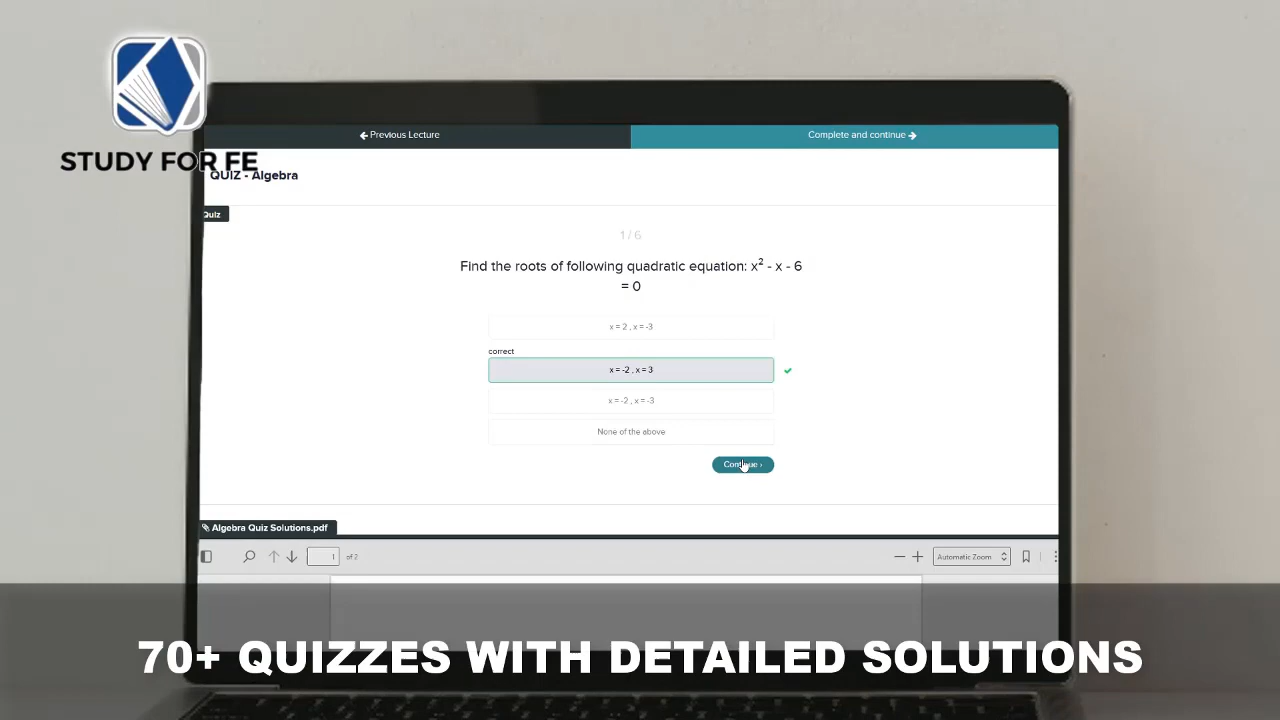 STUDY FOR FE
← Previous Lecture
Complete and continue →
QUIZ - Algebra
Quiz
1 / 6
Find the roots of following quadratic equation: x² - x - 6
= 0
x = 2 , x = -3
correct
x = -2 , x = 3
x = -2 , x = -3
None of the above
Continue ›
Algebra Quiz Solutions.pdf
1 of 2
Automatic Zoom
70+ QUIZZES WITH DETAILED SOLUTIONS